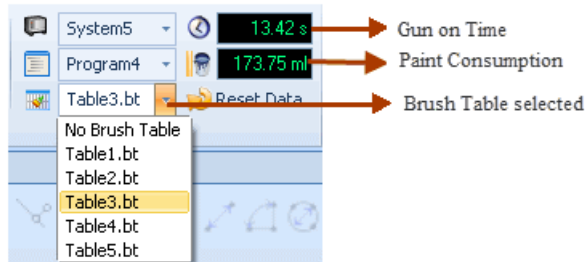 System5 13.42 s Gun on Time
Program4 173.75 ml Paint Consumption
Table3.bt Reset Data Brush Table selected
No Brush Table
Table1.bt
Table2.bt
Table3.bt
Table4.bt
Table5.bt